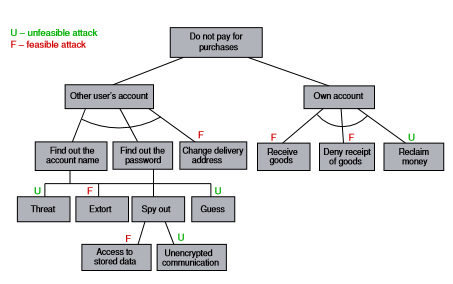 U – unfeasible attack
F – feasible attack
Do not pay for
purchases
Other user's account
Own account
F
F
F
U
Find out the
account name
Find out the
password
Change delivery
address
Receive
goods
Deny receipt
of goods
Reclaim
money
U
F
U
Threat
Extort
Spy out
Guess
F
U
Access to
stored data
Unencrypted
communication